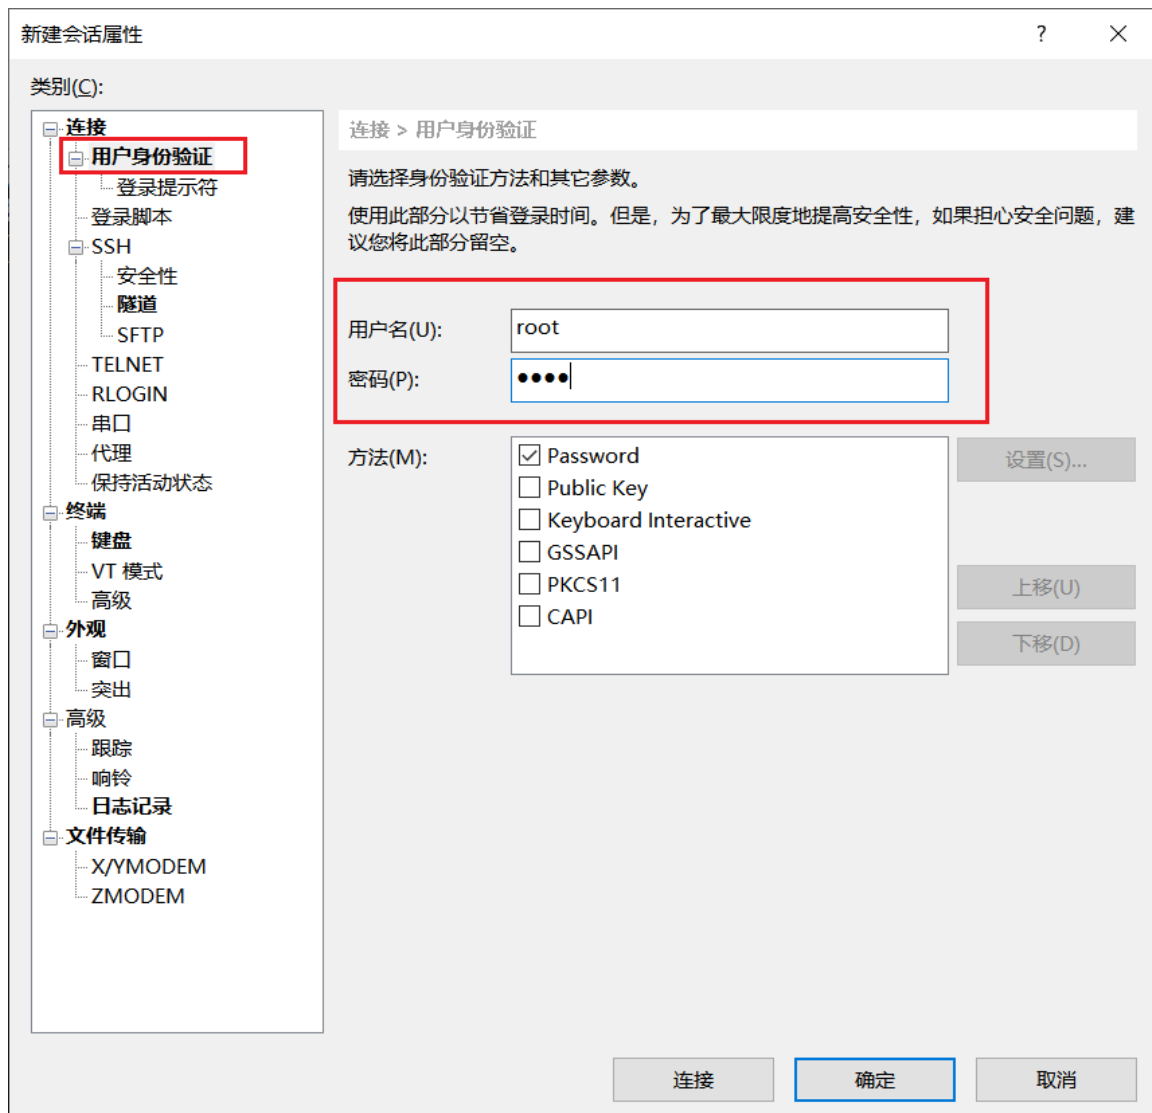 新建会话属性
?
类别(C):
连接
用户身份验证
登录提示符
登录脚本
SSH
安全性
隧道
SFTP
TELNET
RLOGIN
串口
代理
保持活动状态
终端
键盘
VT 模式
高级
外观
窗口
突出
高级
跟踪
响铃
日志记录
文件传输
X/YMODEM
ZMODEM
连接 > 用户身份验证
请选择身份验证方法和其它参数。
使用此部分以节省登录时间。但是，为了最大限度地提高安全性，如果担心安全问题，建
议您将此部分留空。
用户名(U):
root
密码(P):
●●●●
方法(M):
Password
Public Key
Keyboard Interactive
GSSAPI
PKCS11
CAPI
设置(S)...
上移(U)
下移(D)
连接
确定
取消